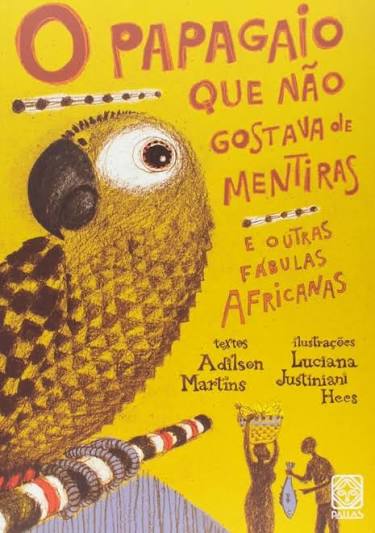 O PAPAGAIO
QUE NÃO
GOSTAVA de
MENTIRAS
E OUTRAS
FÁBULAS
AFRICANAS
textos
Adilson
Martins
ilustrações
Luciana
Justiniani
Hees
PALLAS